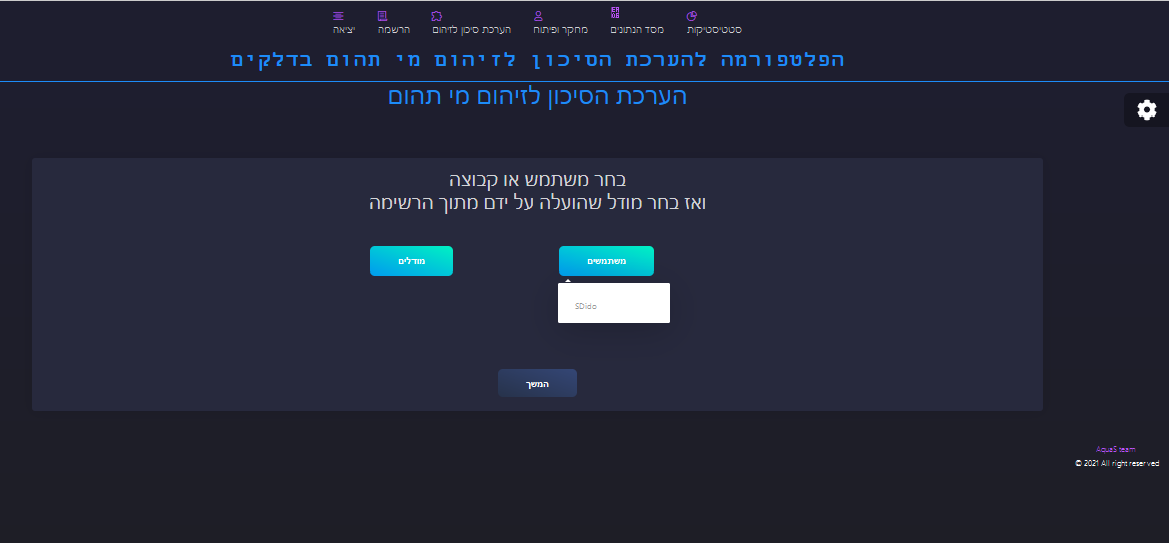 סטטיסטיקות מסד הנתונים מחקר ופיתוח הערכת סיכון לזיהום הרשמה יציאה
הפלטפורמה להערכת הסיכון לזיהום מי תהום בדלקים
הערכת הסיכון לזיהום מי תהום
בחר משתמש או קבוצה
ואז בחר מודל שהועלה על ידם מתוך הרשימה
משתמשים מודלים
SDido
המשך
AquaS team
© 2021 All right reserved